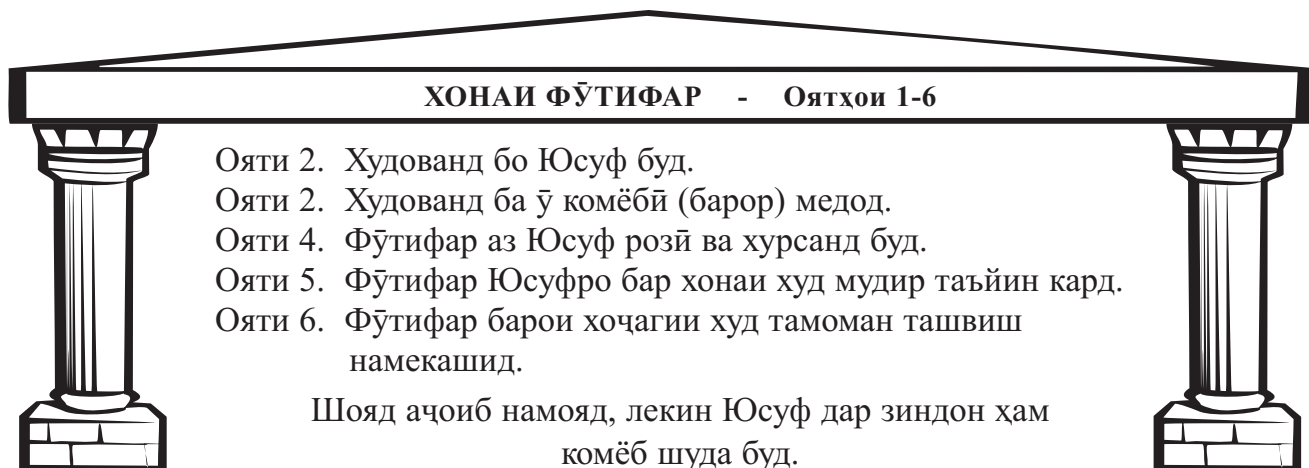 ХОНАИ ФӮТИФАР - Оятҳои 1-6
Ояти 2. Худованд бо Юсуф буд.
Ояти 2. Худованд ба ӯ комёбӣ (барор) медод.
Ояти 4. Фӯтифар аз Юсуф розӣ ва хурсанд буд.
Ояти 5. Фӯтифар Юсуфро бар хонаи худ мудир таъйин кард.
Ояти 6. Фӯтифар барои хоҷагии худ тамоман ташвиш
намекашид.
Шояд аҷоиб намояд, лекин Юсуф дар зиндон ҳам
комёб шуда буд.